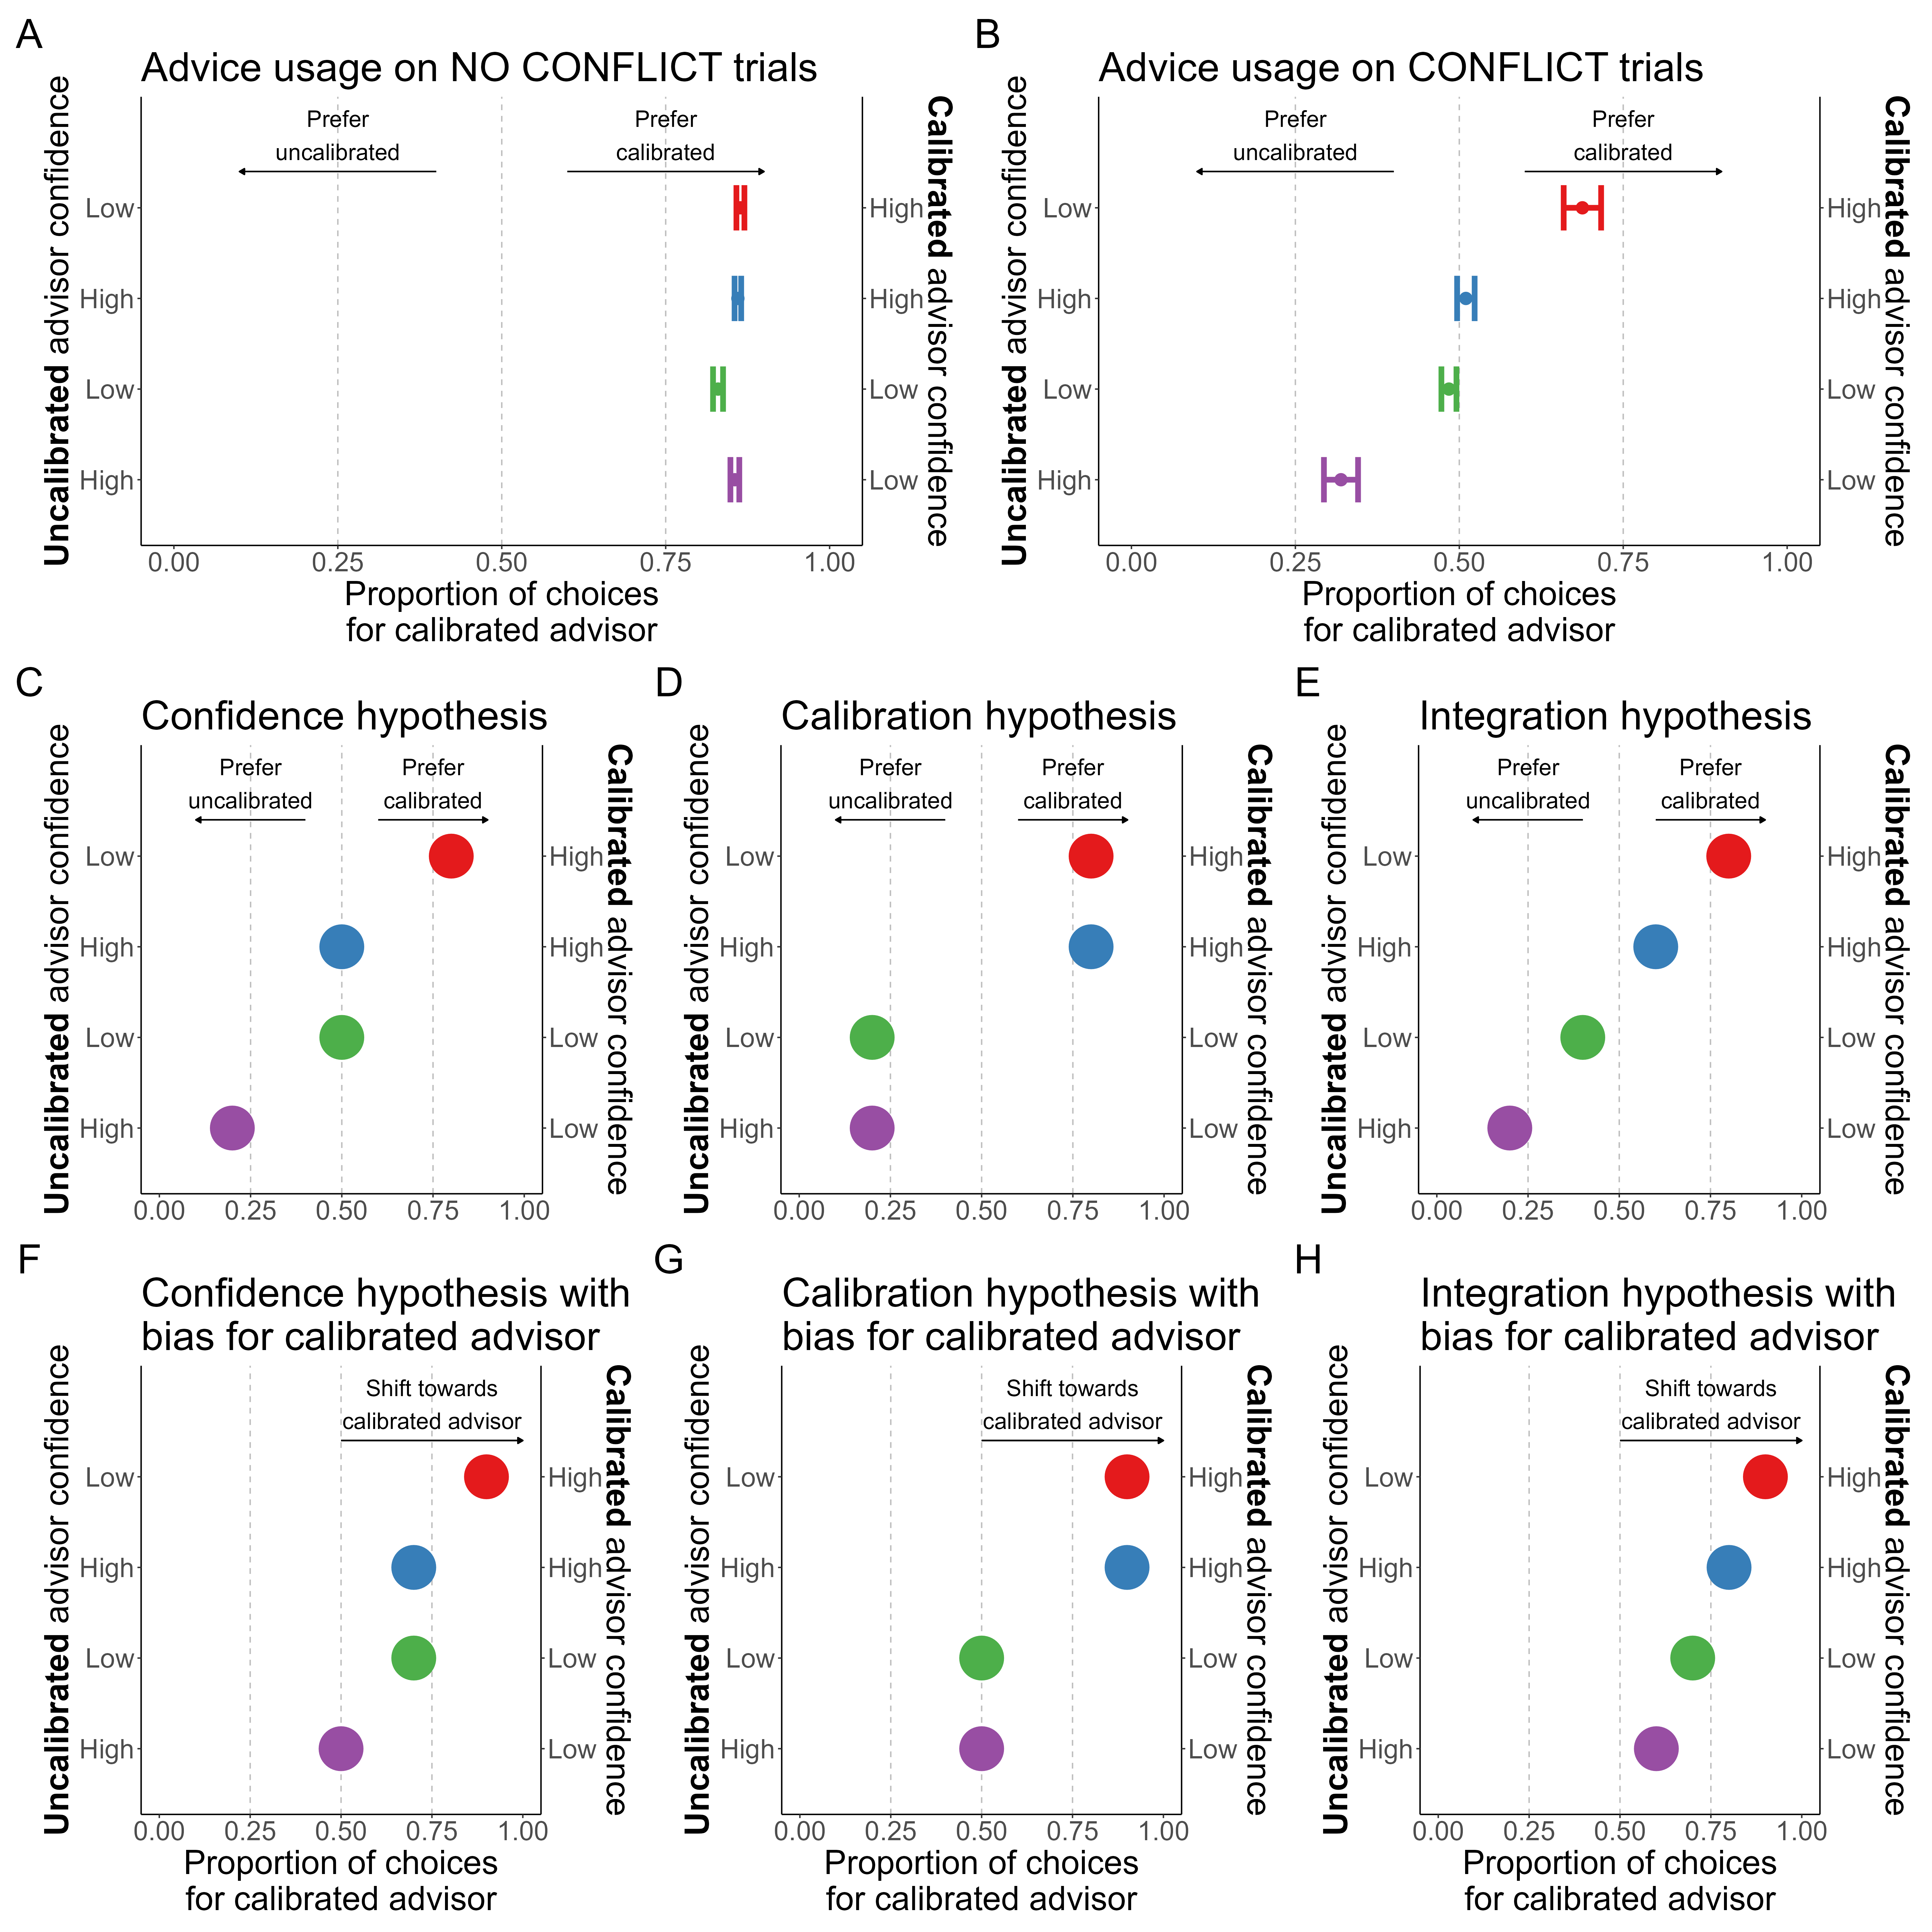 A
Advice usage on NO CONFLICT trials
Uncalibrated advisor confidence
Prefer
uncalibrated
Prefer
calibrated
Low
High
High
High
Low
Low
High
Low
Calibrated advisor confidence
0.00
0.25
0.50
0.75
1.00
Proportion of choices
for calibrated advisor
B
Advice usage on CONFLICT trials
Uncalibrated advisor confidence
Prefer
uncalibrated
Prefer
calibrated
Low
High
High
High
Low
Low
High
Low
Calibrated advisor confidence
0.00
0.25
0.50
0.75
1.00
Proportion of choices
for calibrated advisor
C
Confidence hypothesis
Uncalibrated advisor confidence
Prefer
uncalibrated
Prefer
calibrated
Low
High
High
High
Low
Low
High
Low
Calibrated advisor confidence
0.00
0.25
0.50
0.75
1.00
D
Calibration hypothesis
Uncalibrated advisor confidence
Prefer
uncalibrated
Prefer
calibrated
Low
High
High
High
Low
Low
High
Low
Calibrated advisor confidence
0.00
0.25
0.50
0.75
1.00
E
Integration hypothesis
Uncalibrated advisor confidence
Prefer
uncalibrated
Prefer
calibrated
Low
High
High
High
Low
Low
High
Low
Calibrated advisor confidence
0.00
0.25
0.50
0.75
1.00
F
Confidence hypothesis with
bias for calibrated advisor
Uncalibrated advisor confidence
Shift towards
calibrated advisor
Low
High
High
High
Low
Low
High
Low
Calibrated advisor confidence
0.00
0.25
0.50
0.75
1.00
Proportion of choices
for calibrated advisor
G
Calibration hypothesis with
bias for calibrated advisor
Uncalibrated advisor confidence
Shift towards
calibrated advisor
Low
High
High
High
Low
Low
High
Low
Calibrated advisor confidence
0.00
0.25
0.50
0.75
1.00
Proportion of choices
for calibrated advisor
H
Integration hypothesis with
bias for calibrated advisor
Uncalibrated advisor confidence
Shift towards
calibrated advisor
Low
High
High
High
Low
Low
High
Low
Calibrated advisor confidence
0.00
0.25
0.50
0.75
1.00
Proportion of choices
for calibrated advisor